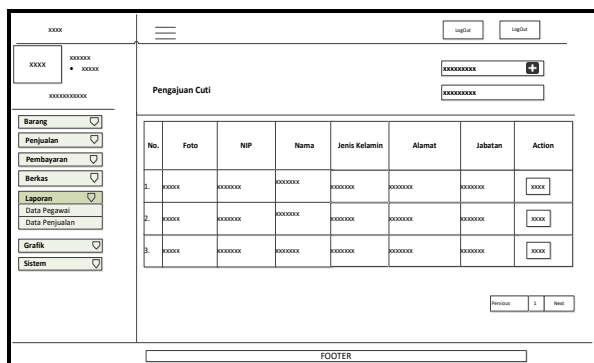 xxxx
LogOut LogOut
xxxx
xxxxxx
• xxxxx
xxxxxxxxxxx
Pengajuan Cuti
xxxxxxxxx
xxxxxxxxx
Barang
Penjualan
Pembayaran
Berkas
Laporan
Data Pegawai
Data Penjualan
Grafik
Sistem
No. Foto NIP Nama Jenis Kelamin Alamat Jabatan Action
1. xxxxx xxxxxxx xxxxxxx xxxxxxx xxxxxxx xxxxxxx xxxx
2. xxxxx xxxxxxx xxxxxxx xxxxxxx xxxxxxx xxxxxxx xxxx
3. xxxxx xxxxxxx xxxxxxx xxxxxxx xxxxxxx xxxxxxx xxxx
Pervious 1 Next
FOOTER